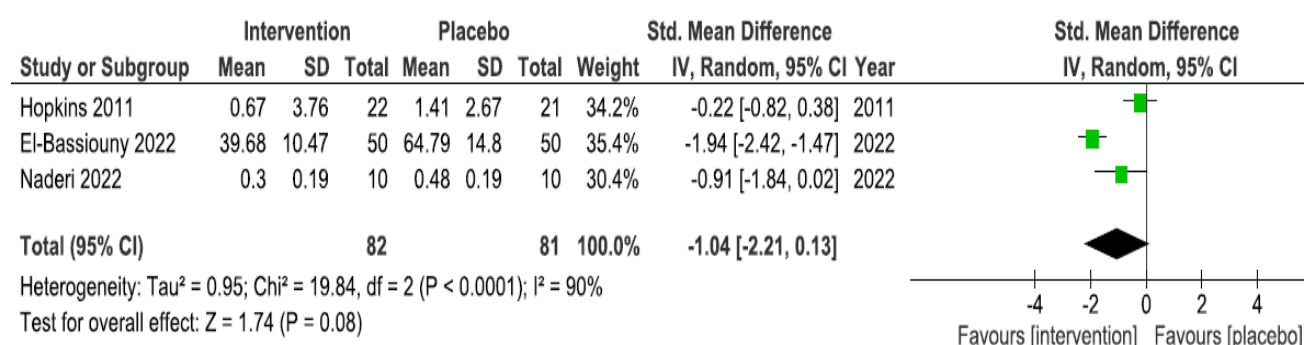 Intervention Placebo Std. Mean Difference Std. Mean Difference
Study or Subgroup Mean SD Total Mean SD Total Weight IV, Random, 95% CI Year IV, Random, 95% CI
Hopkins 2011 0.67 3.76 22 1.41 2.67 21 34.2% -0.22 [-0.82, 0.38] 2011
El-Bassiouny 2022 39.68 10.47 50 64.79 14.8 50 35.4% -1.94 [-2.42, -1.47] 2022
Naderi 2022 0.3 0.19 10 0.48 0.19 10 30.4% -0.91 [-1.84, 0.02] 2022
Total (95% CI) 82 81 100.0% -1.04 [-2.21, 0.13]
Heterogeneity: Tau² = 0.95; Chi² = 19.84, df = 2 (P < 0.0001); I² = 90%
Test for overall effect: Z = 1.74 (P = 0.08)
-4 -2 0 2 4
Favours [intervention] Favours [placebo]